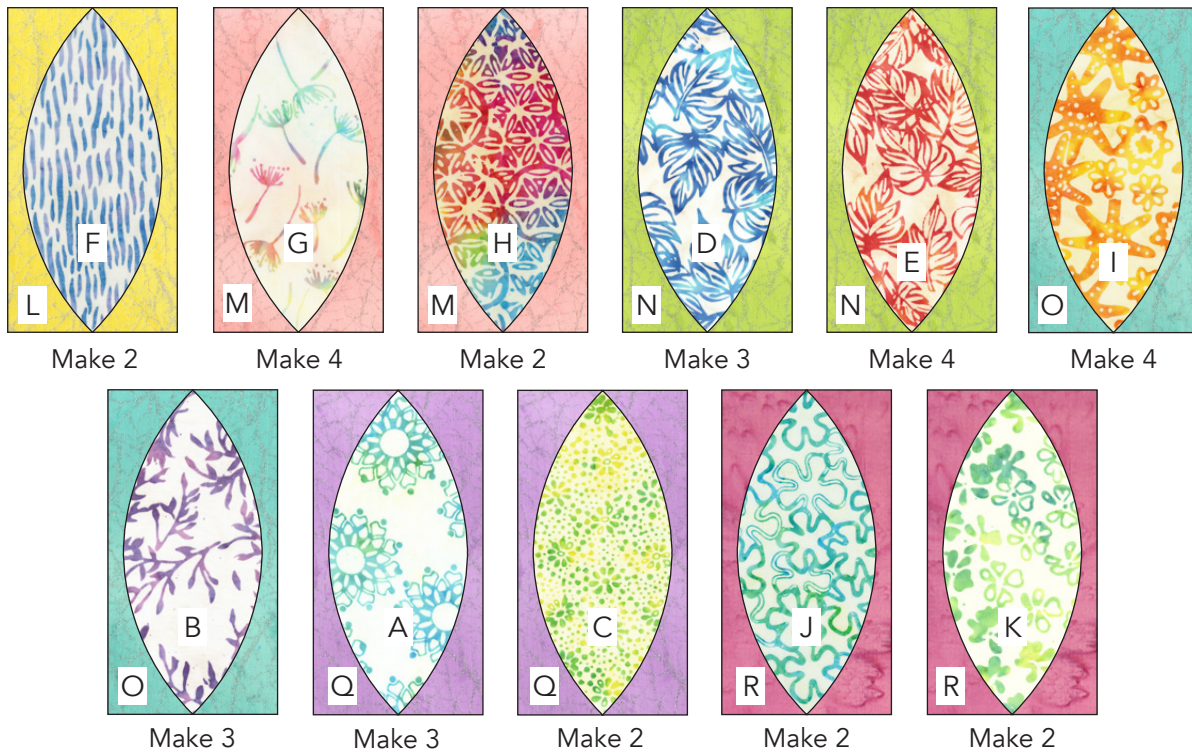 F G H D E I
L M M N N O
Make 2 Make 4 Make 2 Make 3 Make 4 Make 4
B A C J K
O Q Q R R
Make 3 Make 3 Make 2 Make 2 Make 2